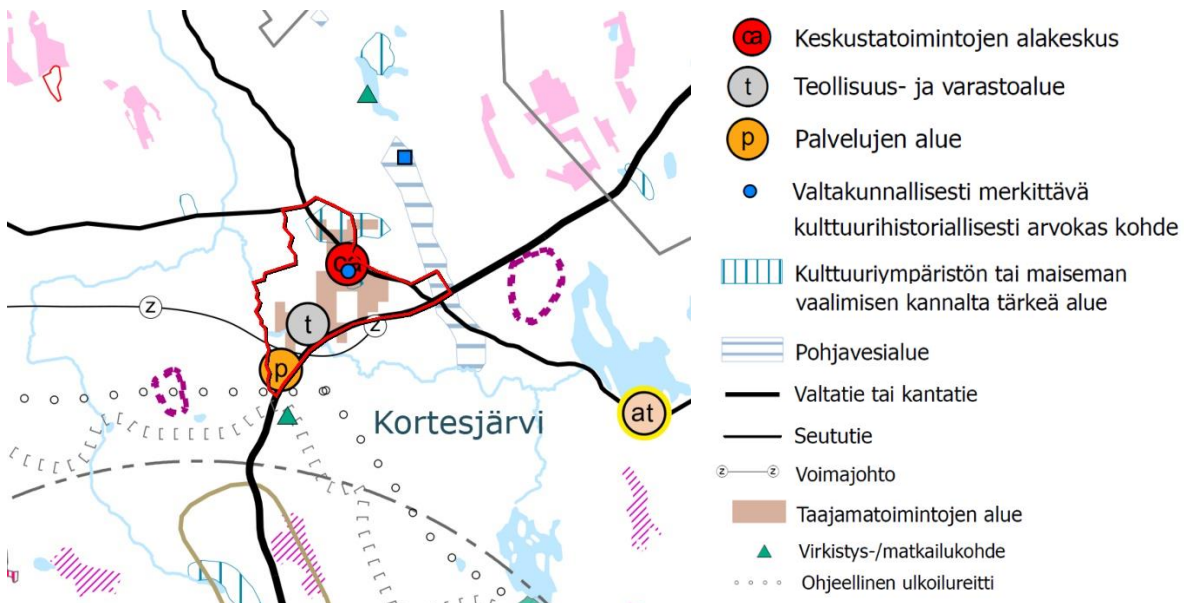 ca
t
p
z
z
at
Kortesjärvi
ca Keskustatoimintojen alakeskus
t Teollisuus- ja varastoalue
p Palvelujen alue
Valtakunnallisesti merkittävä
kulttuurihistoriallisesti arvokas kohde
Kulttuuriympäristön tai maiseman
vaalimisen kannalta tärkeä alue
Pohjavesialue
Valtatie tai kantatie
Seututie
z z Voimajohto
Taajamatoimintojen alue
Virkistys-/matkailukohde
Ohjeellinen ulkoilureitti